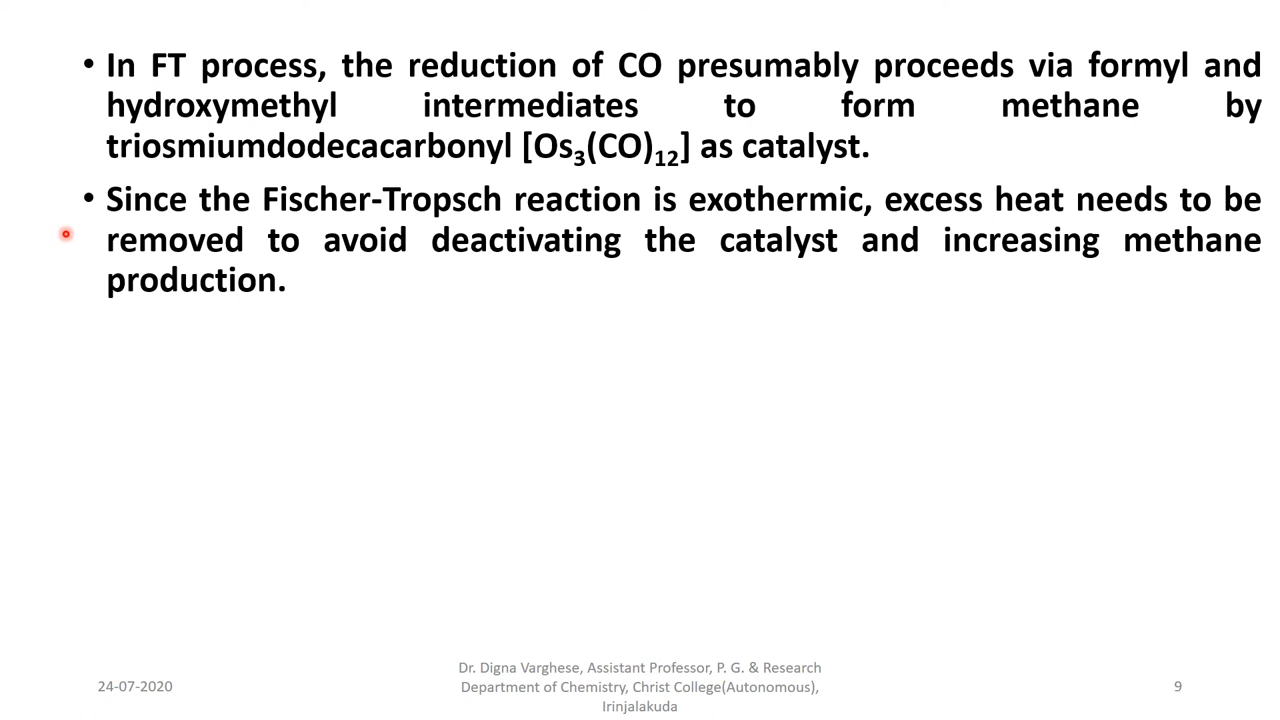 • In FT process, the reduction of CO presumably proceeds via formyl and
hydroxymethyl intermediates to form methane by
triosmiumdodecacarbonyl [Os₃(CO)₁₂] as catalyst.
• Since the Fischer-Tropsch reaction is exothermic, excess heat needs to be
removed to avoid deactivating the catalyst and increasing methane
production.
24-07-2020
Dr. Digna Varghese, Assistant Professor, P. G. & Research
Department of Chemistry, Christ College(Autonomous),
Irinjalakuda
9